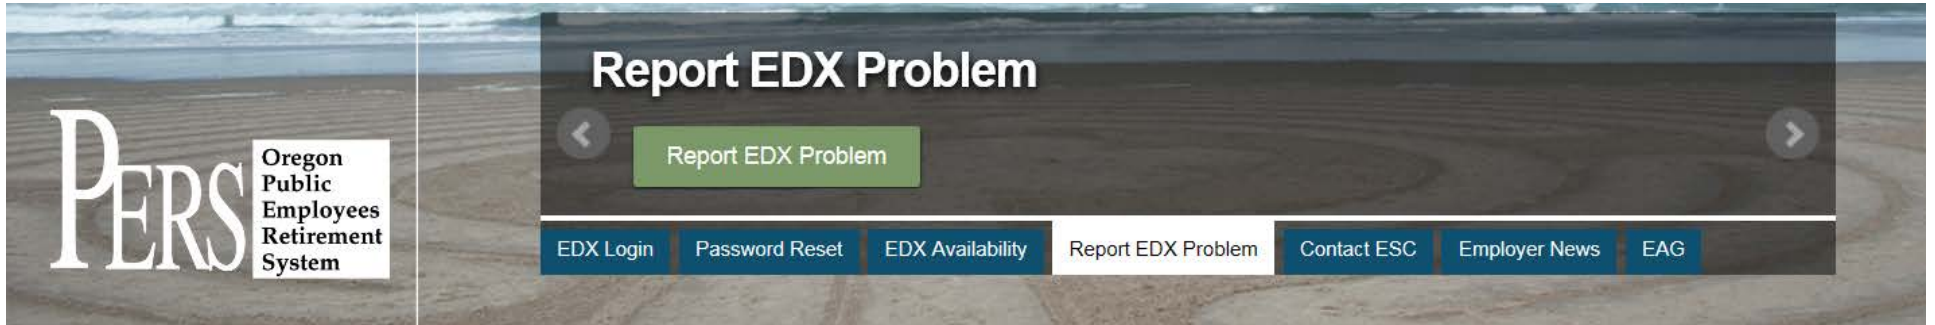 PERS
Oregon
Public
Employees
Retirement
System
Report EDX Problem
Report EDX Problem
EDX Login
Password Reset
EDX Availability
Report EDX Problem
Contact ESC
Employer News
EAG